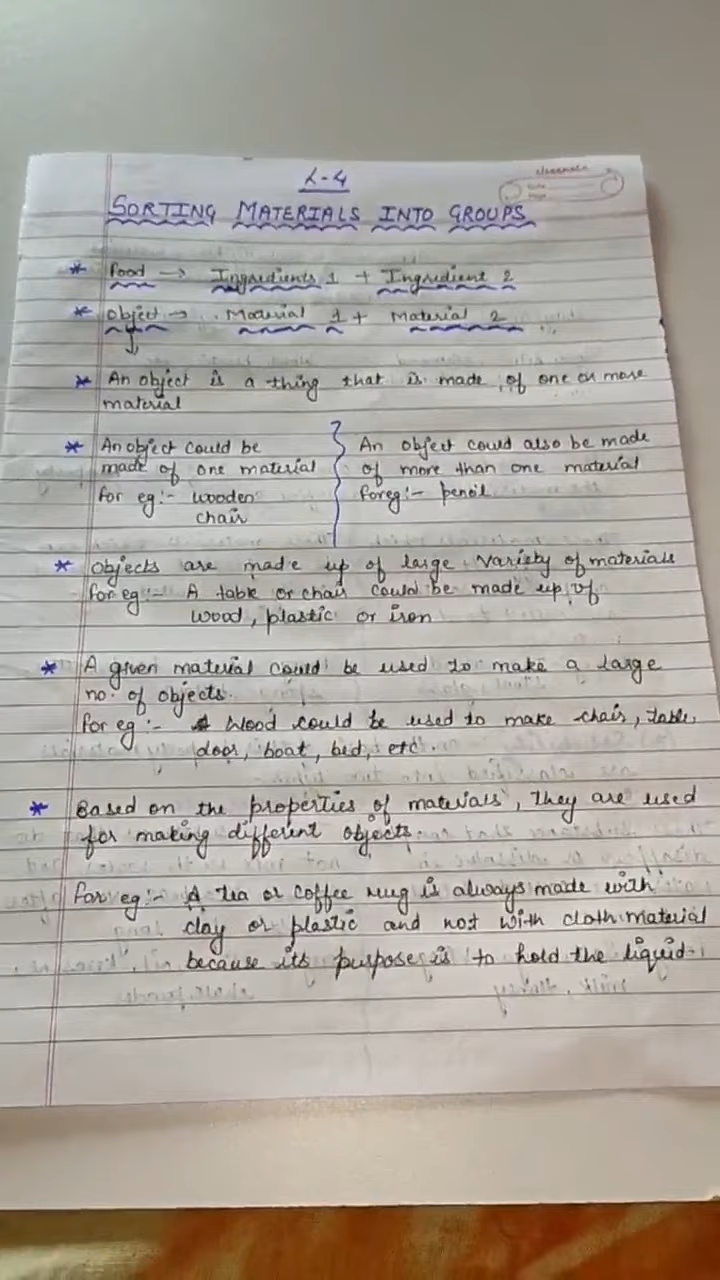 L-4
SORTING MATERIALS INTO GROUPS
* Food → Ingredients 1 + Ingredient 2
* Object → Material 1 + Material 2
* An object is a thing that is made of one or more
material
* An object could be
made of one material
For eg:- wooden
chair
An object could also be made
of more than one material
For eg:- pencil
* Objects are made up of large variety of materials
For eg:- A table or chair could be made up of
wood, plastic or iron
* A given material could be used to make a large
no. of objects.
For eg:- Wood could be used to make chair, table,
door, boat, bed, etc.
* Based on the properties of materials, they are used
for making different objects.
For eg:- A tea or coffee mug is always made with
clay or plastic and not with cloth material
because its purpose is to hold the liquid.